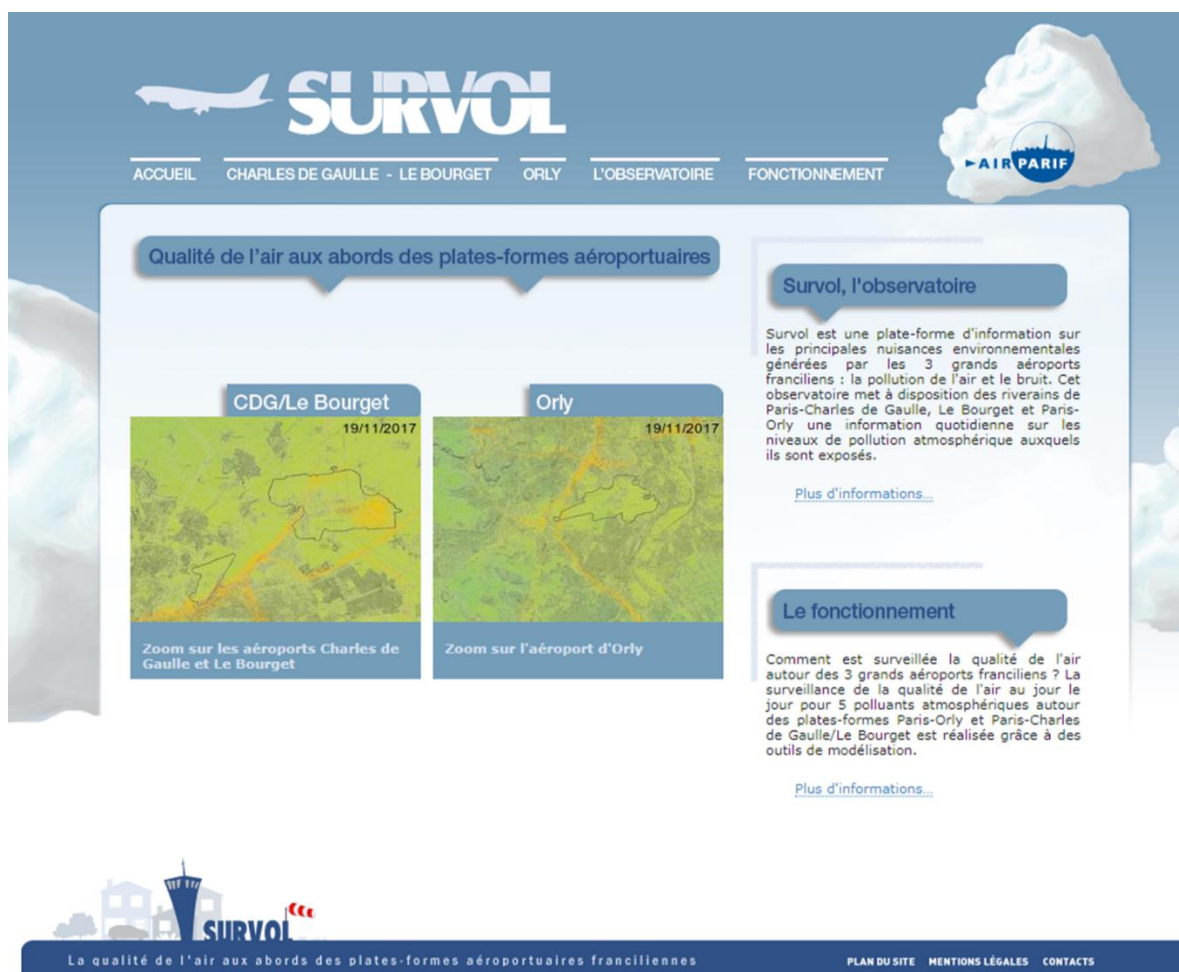 SURVOL
AIRPARIF
ACCUEIL
CHARLES DE GAULLE - LE BOURGET
ORLY
L'OBSERVATOIRE
FONCTIONNEMENT
Qualité de l'air aux abords des plates-formes aéroportuaires
CDG/Le Bourget
19/11/2017
Zoom sur les aéroports Charles de
Gaulle et Le Bourget
Orly
19/11/2017
Zoom sur l'aéroport d'Orly
Survol, l'observatoire
Survol est une plate-forme d'information sur
les principales nuisances environnementales
générées par les 3 grands aéroports
franciliens : la pollution de l'air et le bruit. Cet
observatoire met à disposition des riverains de
Paris-Charles de Gaulle, Le Bourget et Paris-
Orly une information quotidienne sur les
niveaux de pollution atmosphérique auxquels
ils sont exposés.
Plus d'informations...
Le fonctionnement
Comment est surveillée la qualité de l'air
autour des 3 grands aéroports franciliens ? La
surveillance de la qualité de l'air au jour le
jour pour 5 polluants atmosphériques autour
des plates-formes Paris-Orly et Paris-Charles
de Gaulle/Le Bourget est réalisée grâce à des
outils de modélisation.
Plus d'informations...
SURVOL
La qualité de l'air aux abords des plates-formes aéroportuaires franciliennes
PLAN DU SITE
MENTIONS LÉGALES
CONTACTS